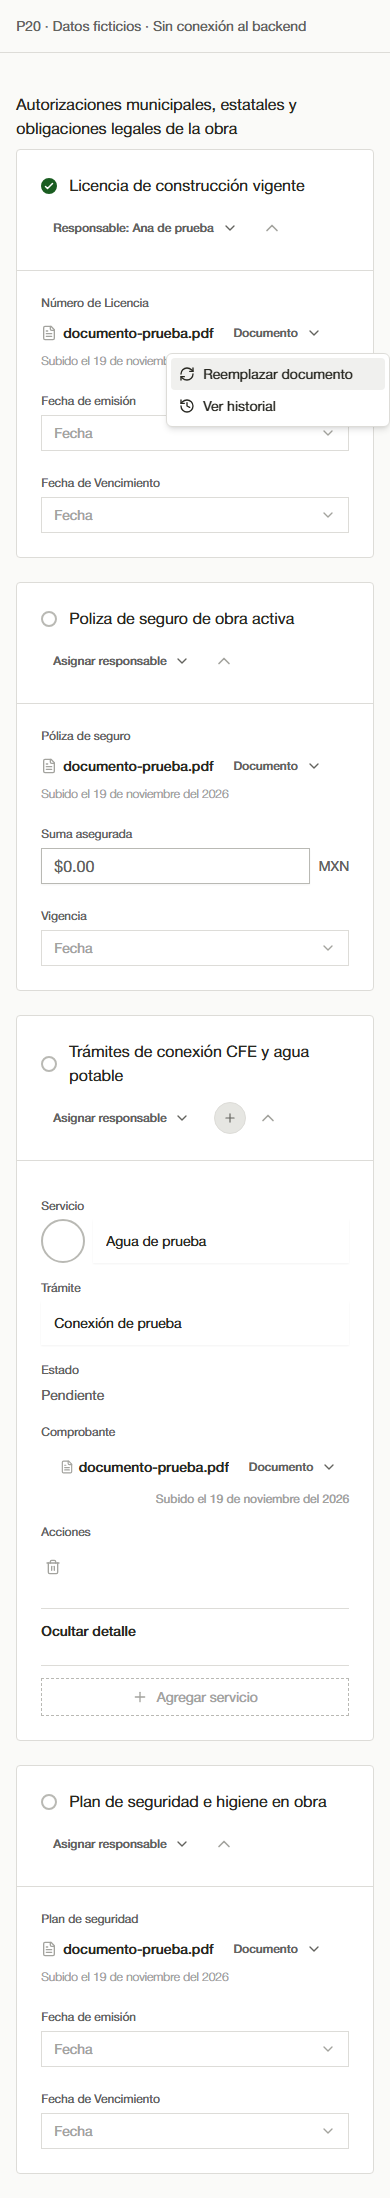 P20 · Datos ficticios · Sin conexión al backend
Autorizaciones municipales, estatales y
obligaciones legales de la obra
Licencia de construcción vigente
Responsable: Ana de prueba
Número de Licencia
documento-prueba.pdf Documento
Subido el 19 de noviemb
Reemplazar documento
Ver historial
Fecha de emisión
Fecha
Fecha de Vencimiento
Fecha
Poliza de seguro de obra activa
Asignar responsable
Póliza de seguro
documento-prueba.pdf Documento
Subido el 19 de noviembre del 2026
Suma asegurada
$0.00 MXN
Vigencia
Fecha
Trámites de conexión CFE y agua
potable
Asignar responsable
Servicio
Agua de prueba
Trámite
Conexión de prueba
Estado
Pendiente
Comprobante
documento-prueba.pdf Documento
Subido el 19 de noviembre del 2026
Acciones
Ocultar detalle
+ Agregar servicio
Plan de seguridad e higiene en obra
Asignar responsable
Plan de seguridad
documento-prueba.pdf Documento
Subido el 19 de noviembre del 2026
Fecha de emisión
Fecha
Fecha de Vencimiento
Fecha